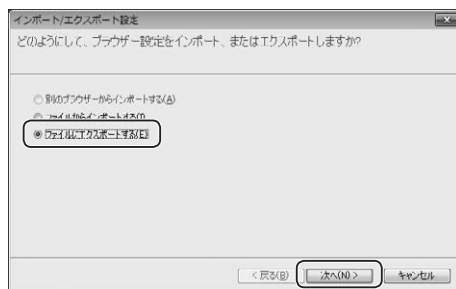 インポート/エクスポート設定
どのようにして、ブラウザー設定をインポート、またはエクスポートしますか?
別のブラウザーからインポートする(A)
ファイルからインポートする(I)
ファイルにエクスポートする(E)
< 戻る(B)
次へ(N) >
キャンセル